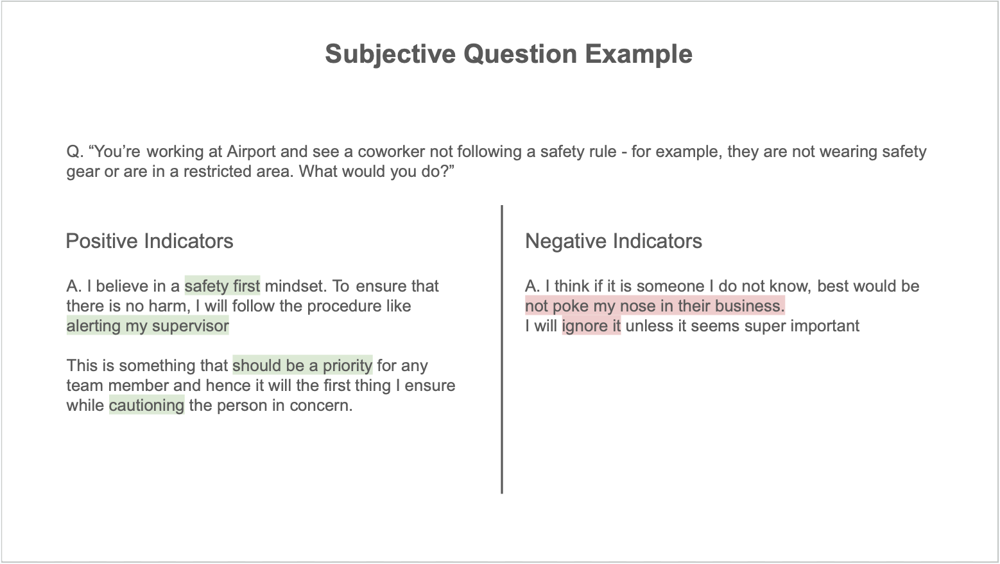 Subjective Question Example
Q. “You’re working at Airport and see a coworker not following a safety rule - for example, they are not wearing safety
gear or are in a restricted area. What would you do?”
Positive Indicators
A. I believe in a safety first mindset. To ensure that
there is no harm, I will follow the procedure like
alerting my supervisor
This is something that should be a priority for any
team member and hence it will the first thing I ensure
while cautioning the person in concern.
Negative Indicators
A. I think if it is someone I do not know, best would be
not poke my nose in their business.
I will ignore it unless it seems super important